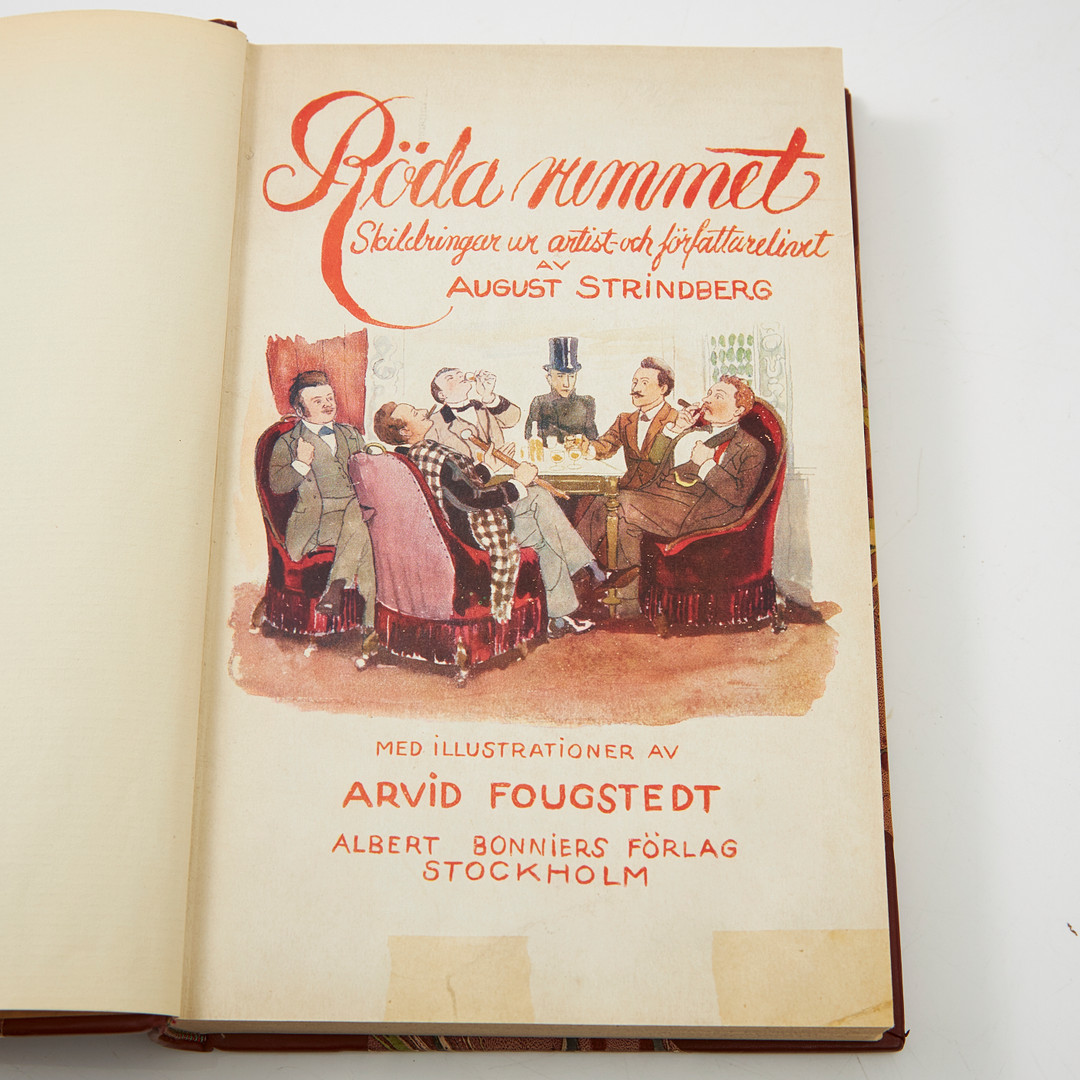 Röda rummet
Skildringar ur artist- och författarelivet
AV
AUGUST STRINDBERG
MED ILLUSTRATIONER AV
ARVID FOUGSTEDT
ALBERT BONNIERS FÖRLAG
STOCKHOLM